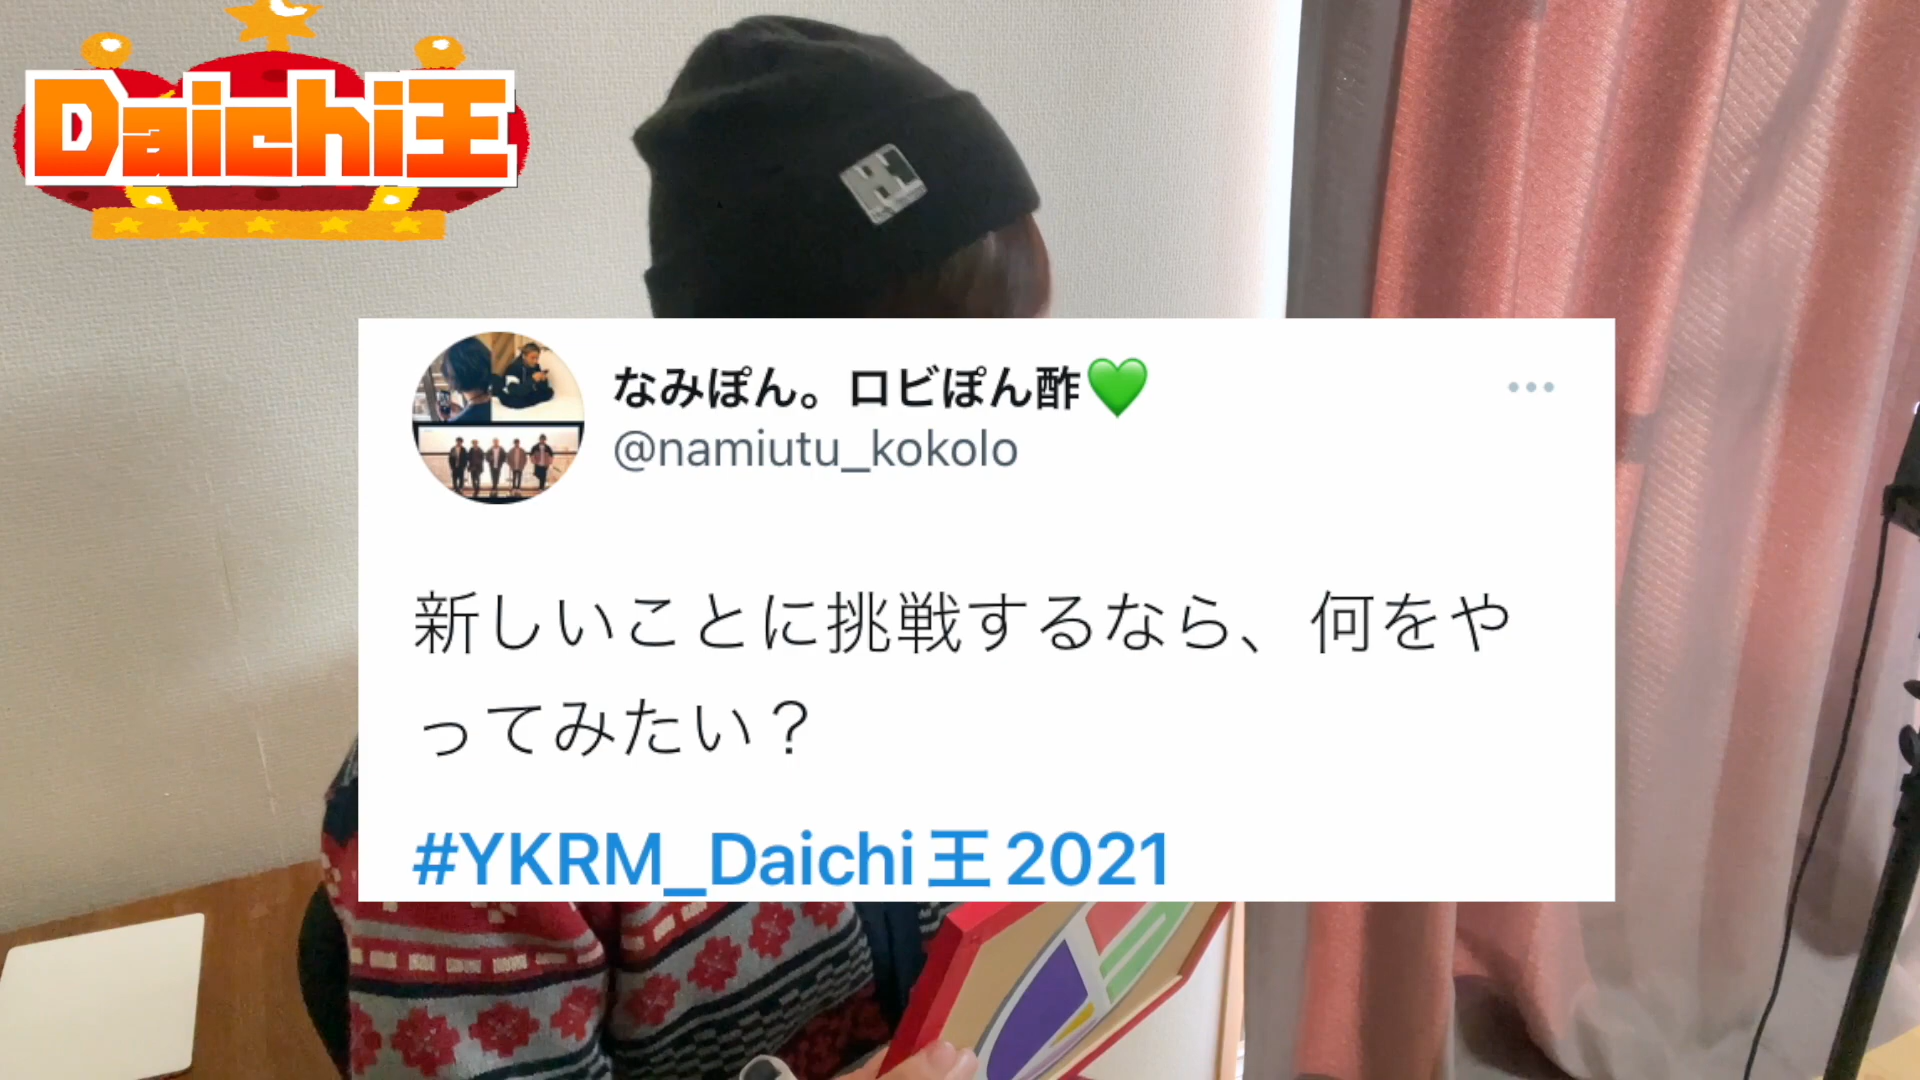 Daichi王
なみぽん。ロビぽん酢💚
@namiutu_kokolo
新しいことに挑戦するなら、何をや
ってみたい？
#YKRM_Daichi王2021